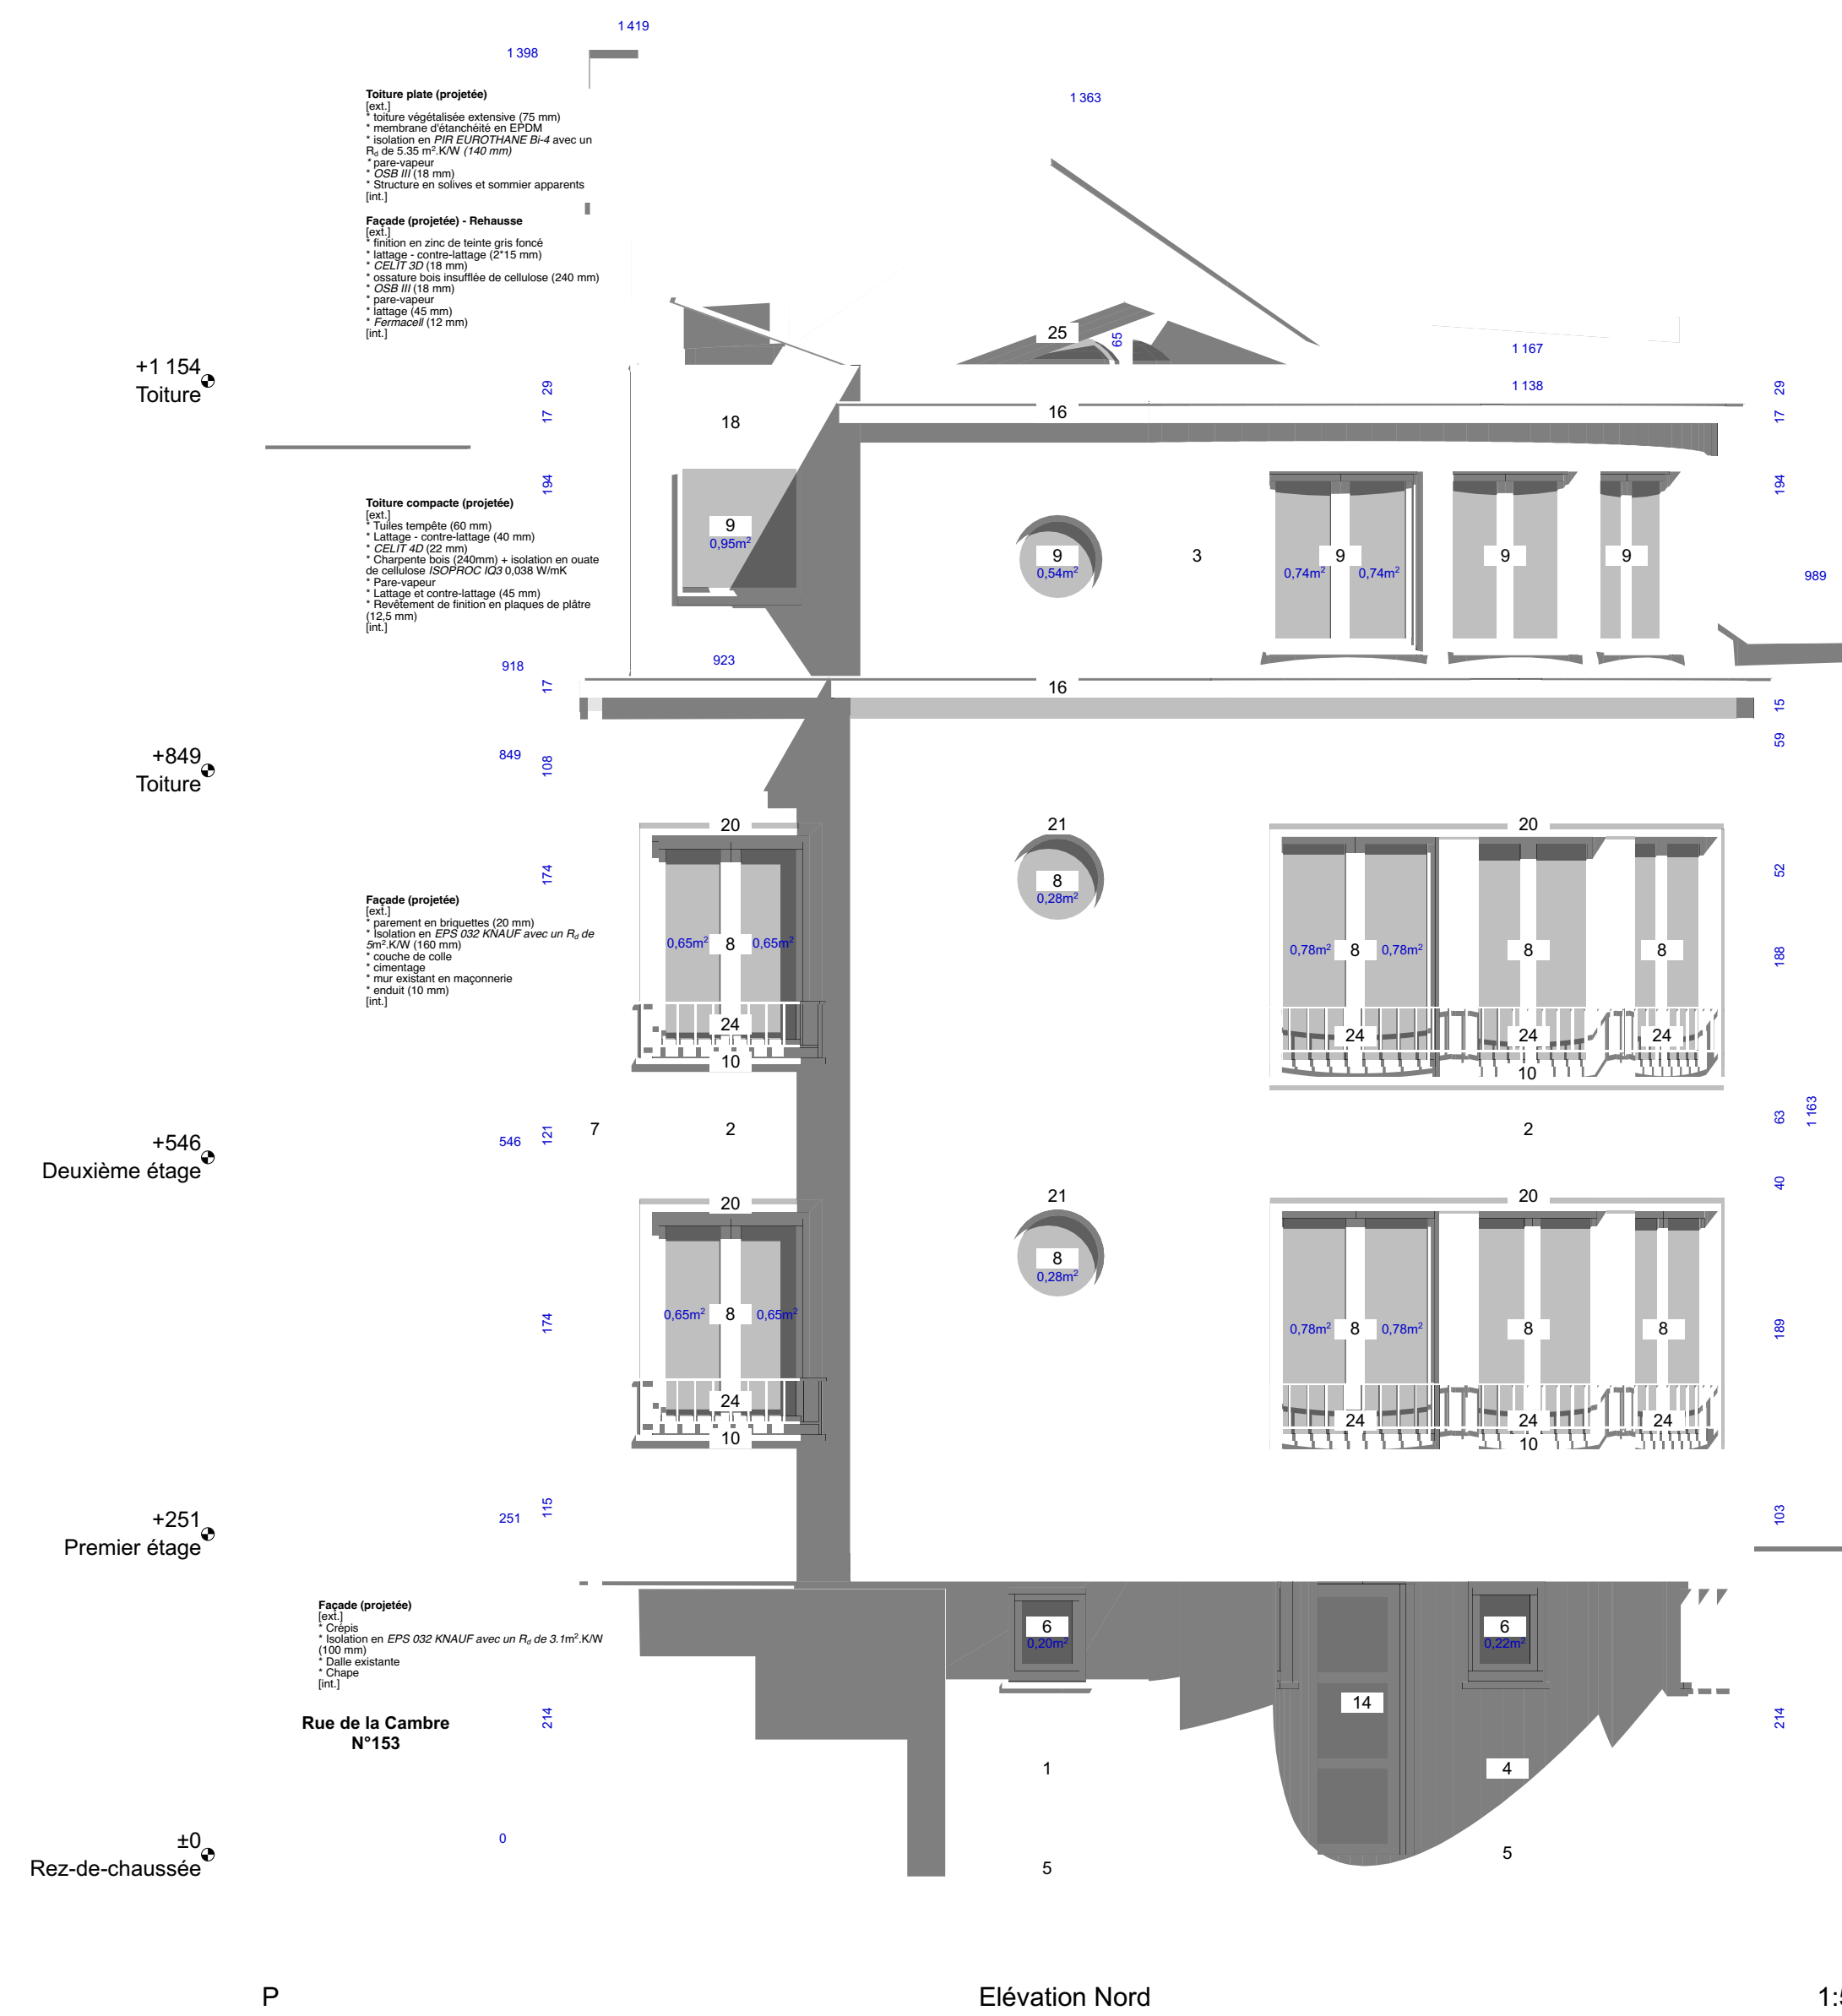 1 419
1 398
1 363
Toiture plate (projetée)
[ext.]
* toiture végétalisée extensive (75 mm)
* membrane d'étanchéité en EPDM
* isolation en PIR EUROTHANE Bi-4 avec un
Rd de 5.35 m².K/W (140 mm)
* pare-vapeur
* OSB III (18 mm)
* Structure en solives et sommier apparents
[int.]
Façade (projetée) - Rehausse
[ext.]
* finition en zinc de teinte gris foncé
* lattage - contre-lattage (2*15 mm)
* CELIT 3D (18 mm)
* ossature bois insufflée de cellulose (240 mm)
* OSB III (18 mm)
* pare-vapeur
* lattage (45 mm)
* Fermacell (12 mm)
[int.]
25
65
1 167
+1 154
Toiture
29
1 138
29
17
18
16
17
194
194
Toiture compacte (projetée)
[ext.]
* Tuiles tempête (60 mm)
* Lattage - contre-lattage (40 mm)
* CELIT 4D (22 mm)
* Charpente bois (240mm) + isolation en ouate
de cellulose ISOPROC IQ3 0,038 W/mK
* Pare-vapeur
* Lattage et contre-lattage (45 mm)
* Revêtement de finition en plaques de plâtre
(12,5 mm)
[int.]
9
0,95m²
9
0,54m²
3
9
0,74m²
0,74m²
9
9
989
918
923
17
16
15
59
+849
Toiture
849
108
20
21
20
174
8
0,28m²
52
Façade (projetée)
[ext.]
* parement en briquettes (20 mm)
* Isolation en EPS 032 KNAUF avec un Rd de
5m².K/W (160 mm)
* couche de colle
* cimentage
* mur existant en maçonnerie
* enduit (10 mm)
[int.]
0,65m²
8
0,65m²
0,78m²
8
0,78m²
8
8
188
24
24
24
24
10
10
63
1 163
+546
Deuxième étage
546
121
7
2
2
40
20
21
20
8
0,28m²
174
0,65m²
8
0,65m²
0,78m²
8
0,78m²
8
8
189
24
24
24
24
10
10
+251
Premier étage
251
115
103
Façade (projetée)
[ext.]
* Crépis
* Isolation en EPS 032 KNAUF avec un Rd de 3.1m².K/W
(100 mm)
* Dalle existante
* Chape
[int.]
6
0,20m²
6
0,22m²
14
Rue de la Cambre
N°153
214
214
1
4
±0
Rez-de-chaussée
0
5
5
P
Elévation Nord